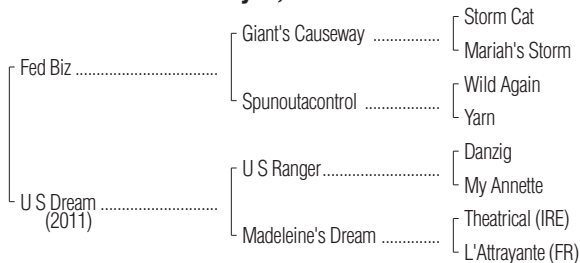 Storm Cat
Giant's Causeway ................
Mariah's Storm
Fed Biz ..................................
Wild Again
Spunoutacontrol ..................
Yarn
Danzig
U S Ranger............................
My Annette
U S Dream ............................
(2011)
Theatrical (IRE)
Madeleine's Dream ..............
L'Attrayante (FR)